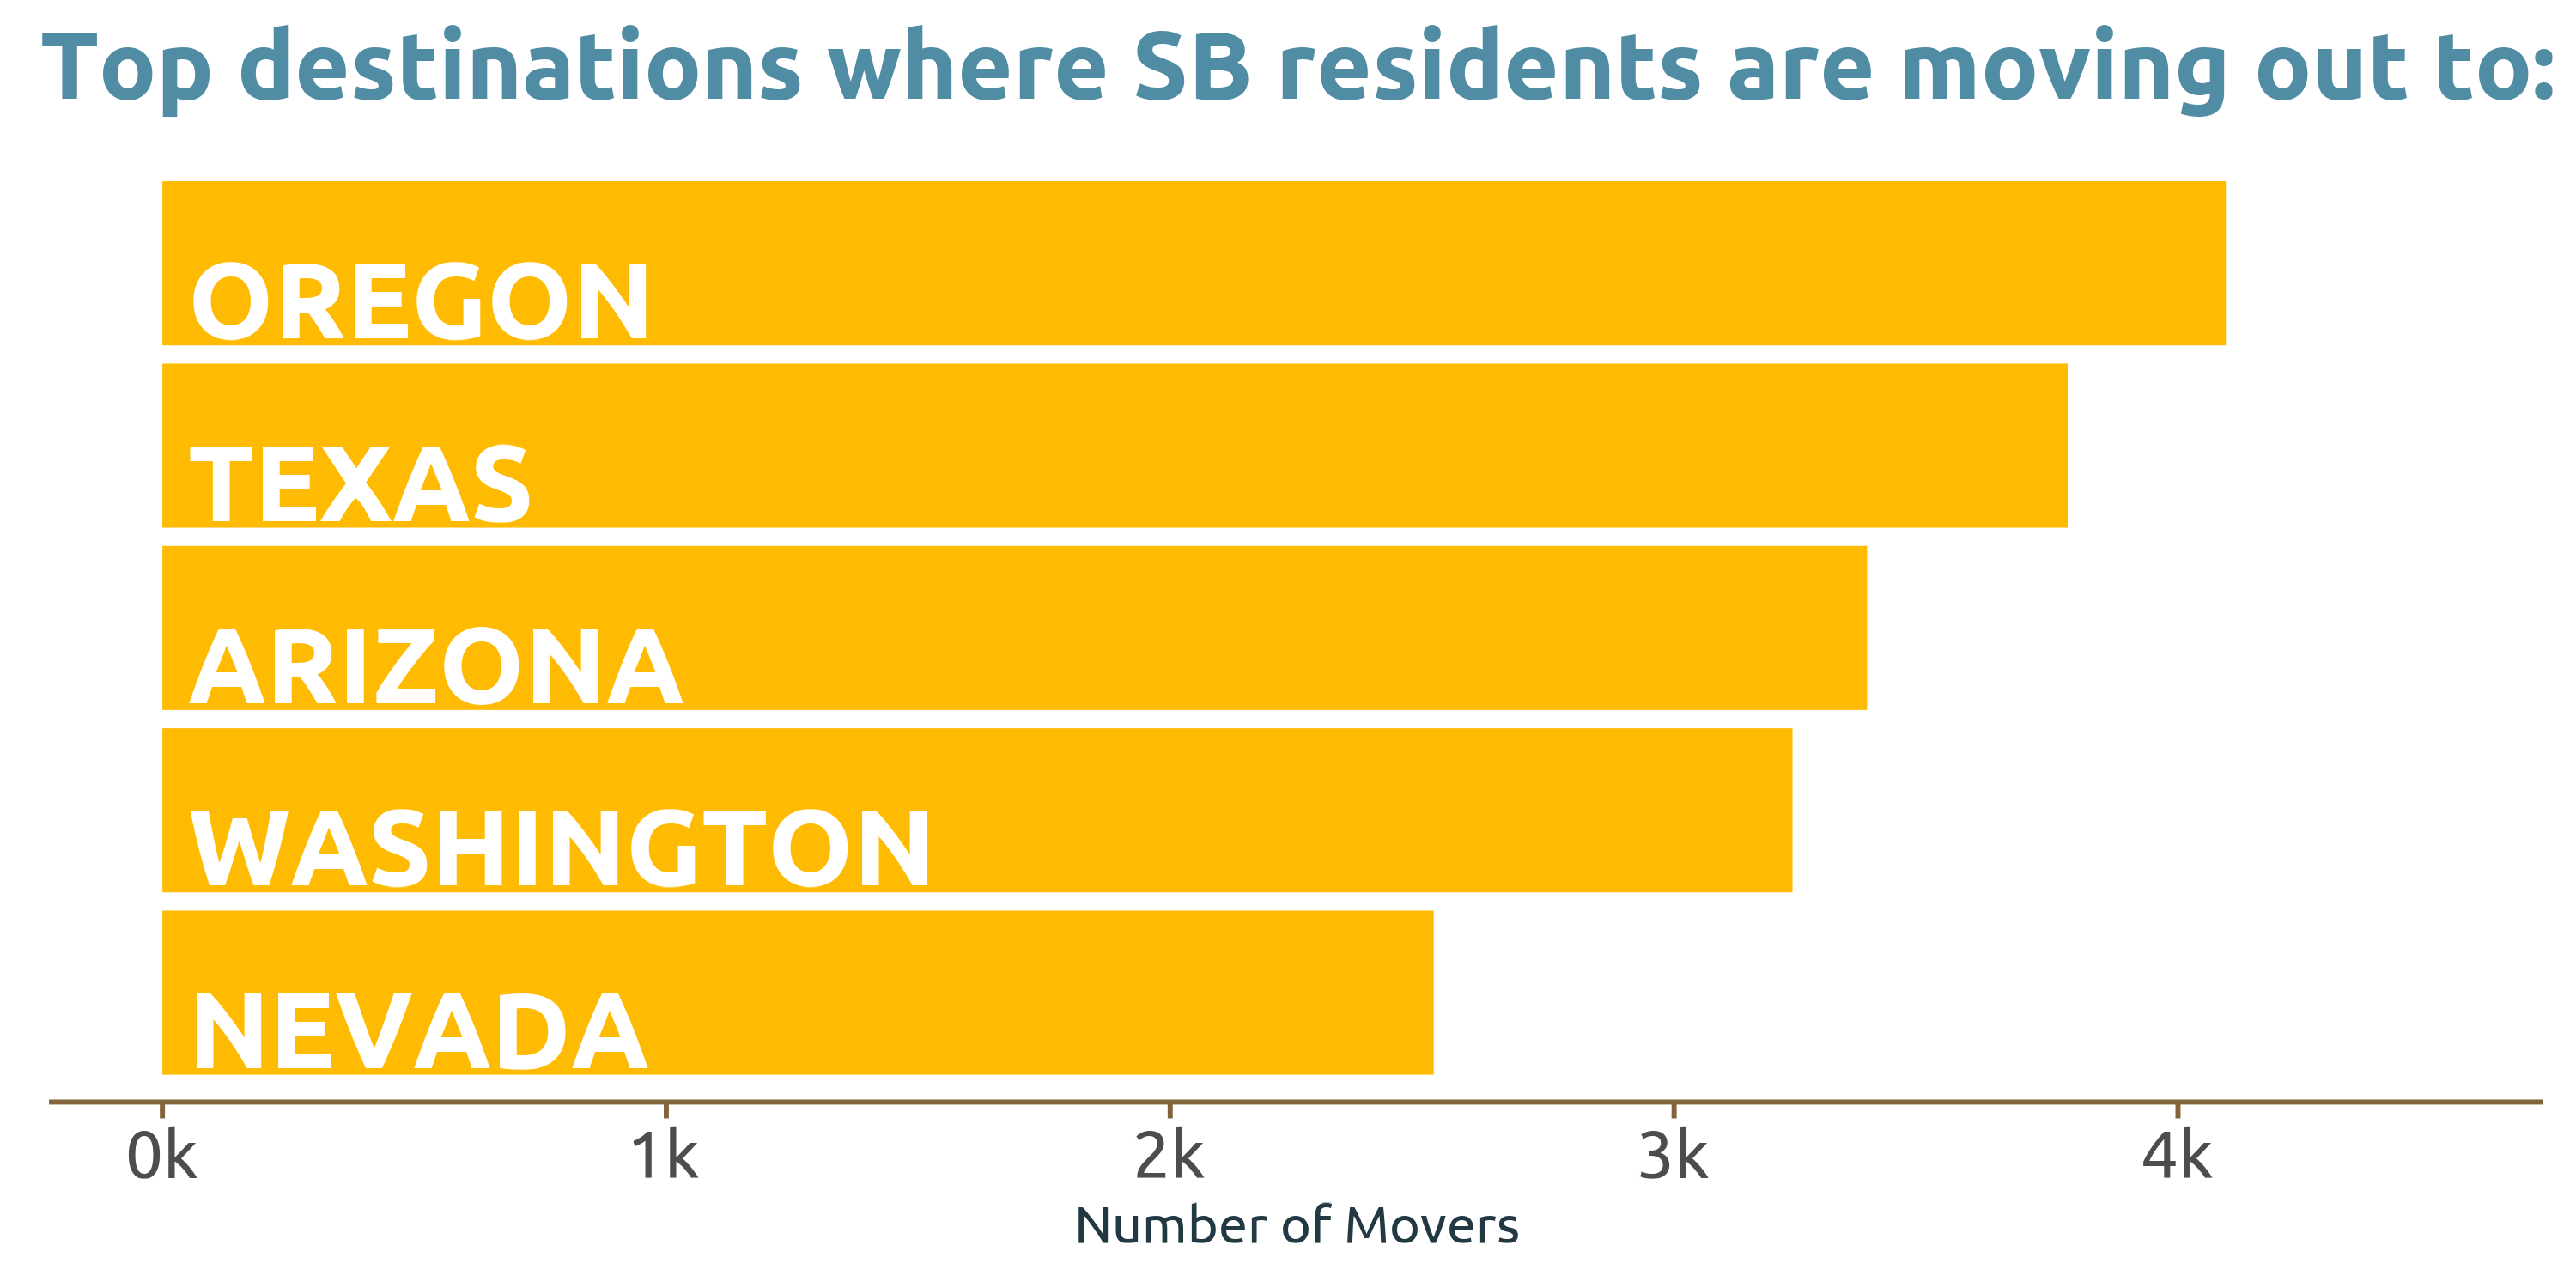 Top destinations where SB residents are moving out to:
OREGON
TEXAS
ARIZONA
WASHINGTON
NEVADA
0k 1k 2k 3k 4k
Number of Movers